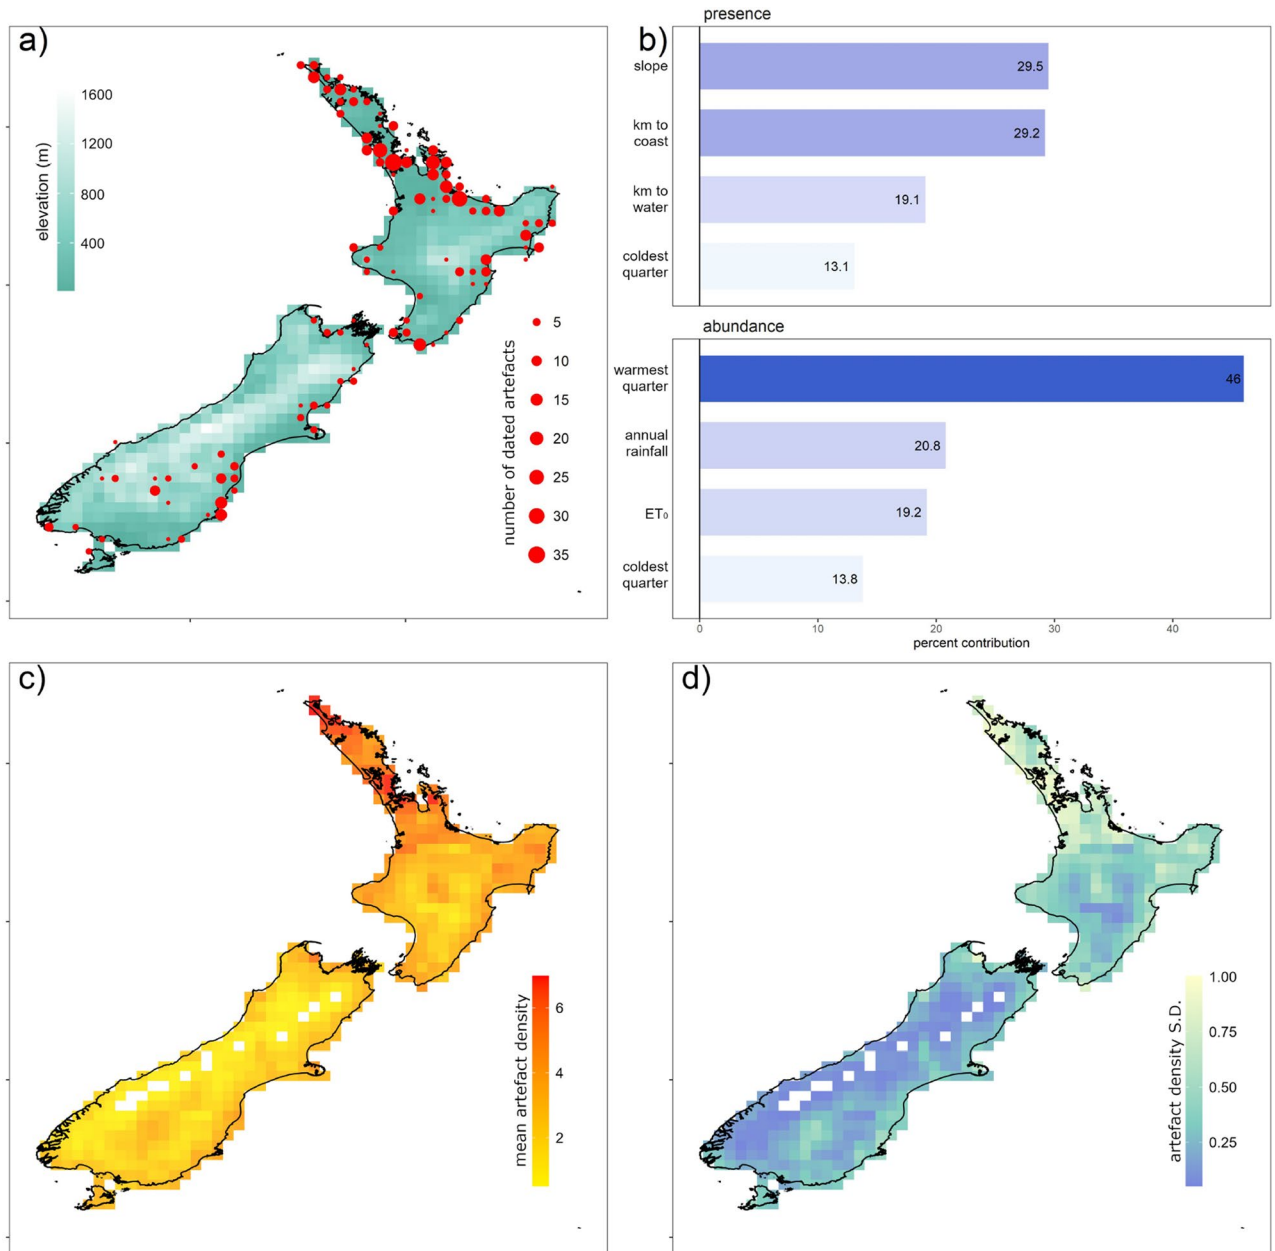 a)
elevation (m)
1600
1200
800
400
number of dated artefacts
5
10
15
20
25
30
35
b)
presence
slope
29.5
km to
coast
29.2
km to
water
19.1
coldest
quarter
13.1
abundance
warmest
quarter
46
annual
rainfall
20.8
ET₀
19.2
coldest
quarter
13.8
0
10
20
30
40
percent contribution
c)
mean artefact density
6
4
2
d)
artefact density S.D.
1.00
0.75
0.50
0.25